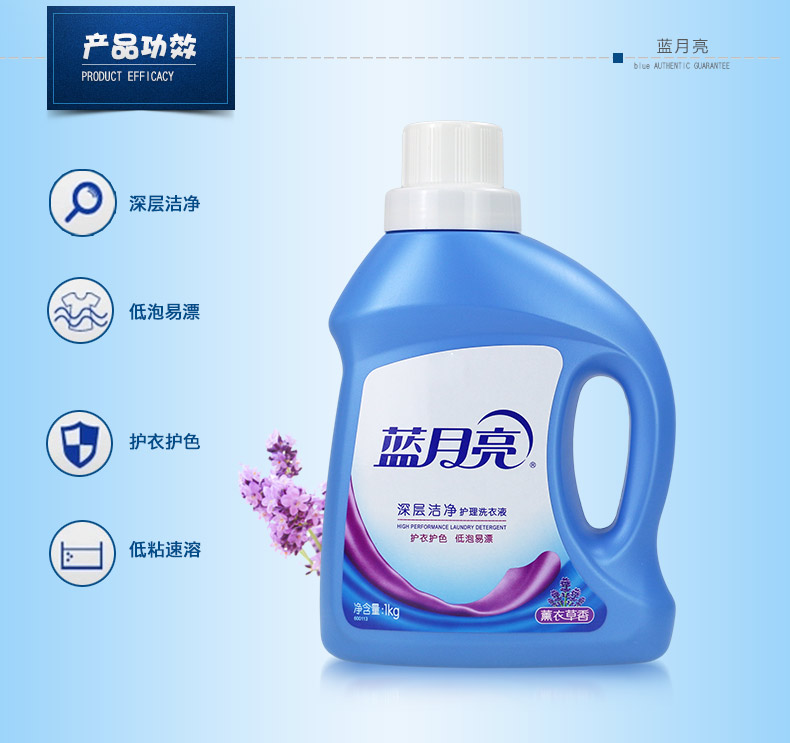 产品功效
PRODUCT EFFICACY
蓝月亮
blue AUTHENTIC GUARANTEE
深层洁净
低泡易漂
护衣护色
低粘速溶
蓝月亮®
深层洁净 护理洗衣液
HIGH PERFORMANCE LAUNDRY DETERGENT
护衣护色 低泡易漂
净含量:1kg
800113
薰衣草香